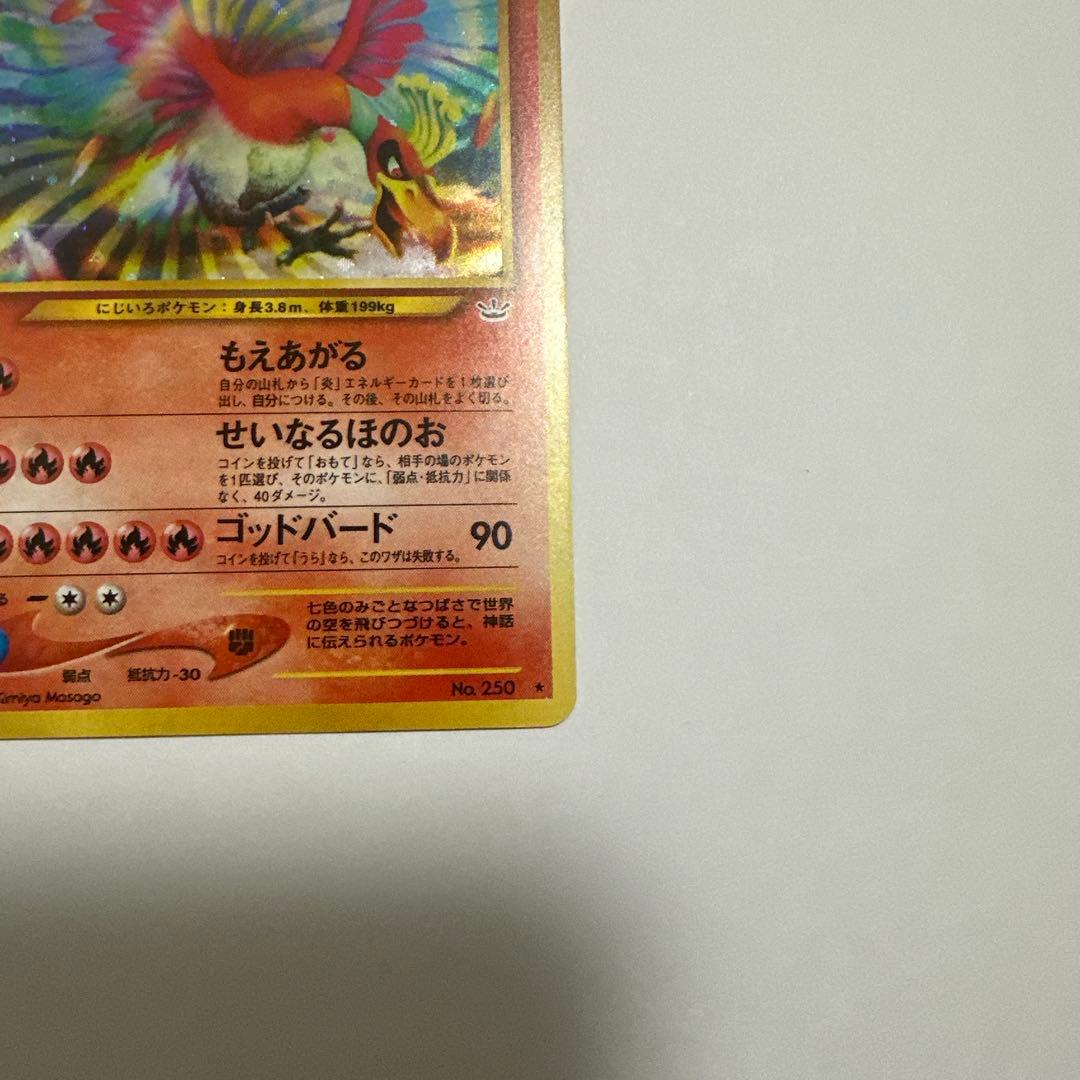 にじいろポケモン：身長3.8m、体重199kg
もえあがる
自分の山札から「炎」エネルギーカードを1枚選び
出し、自分につける。その後、その山札をよく切る。
せいなるほのお
コインを投げて「おもて」なら、相手の場のポケモン
を1匹選び、そのポケモンに、「弱点・抵抗力」に関係
なく、40ダメージ。
ゴッドバード 90
コインを投げて「うら」なら、このワザは失敗する。
る
七色のみごとなつばさで世界
の空を飛びつづけると、神話
に伝えられるポケモン。
弱点 抵抗力-30
No. 250 ★
Kimiya Masago